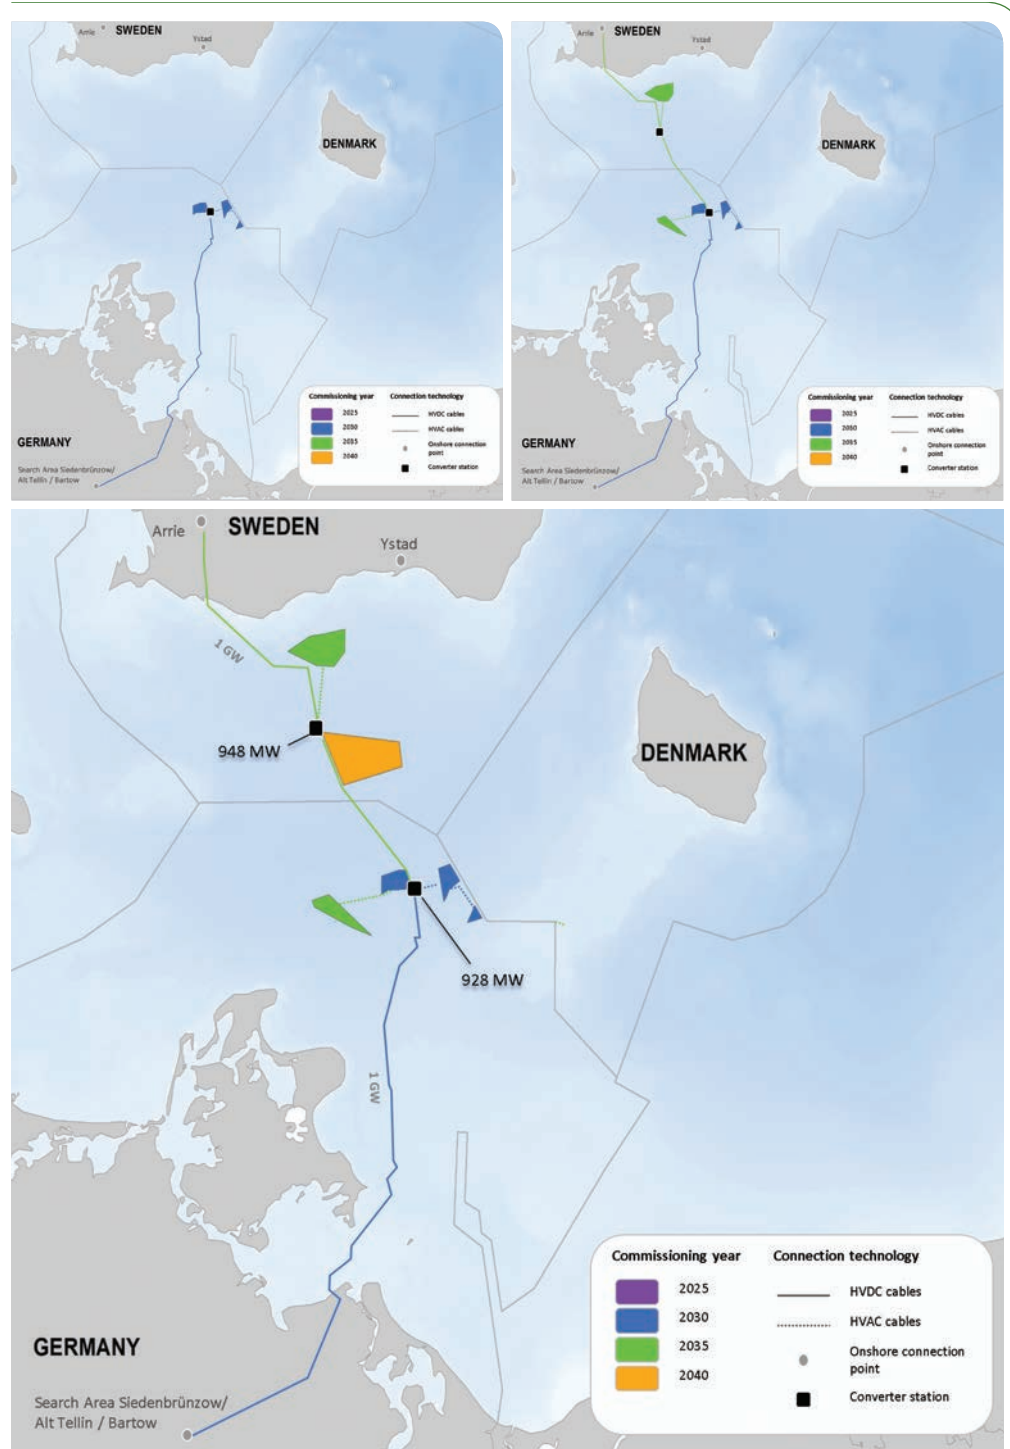 Arrie
SWEDEN
Ystad
DENMARK
GERMANY
Search Area Siedenbrünzow/
Alt Tellin / Bartow
Commissioning year
2025
2030
2035
2040
Connection technology
HVDC cables
HVAC cables
Onshore connection
point
Converter station
Arrie
SWEDEN
Ystad
DENMARK
GERMANY
Search Area Siedenbrünzow/
Alt Tellin / Bartow
Commissioning year
2025
2030
2035
2040
Connection technology
HVDC cables
HVAC cables
Onshore connection
point
Converter station
Arrie
SWEDEN
Ystad
1 GW
948 MW
DENMARK
928 MW
1 GW
GERMANY
Search Area Siedenbrünzow/
Alt Tellin / Bartow
Commissioning year
2025
2030
2035
2040
Connection technology
HVDC cables
HVAC cables
Onshore connection
point
Converter station